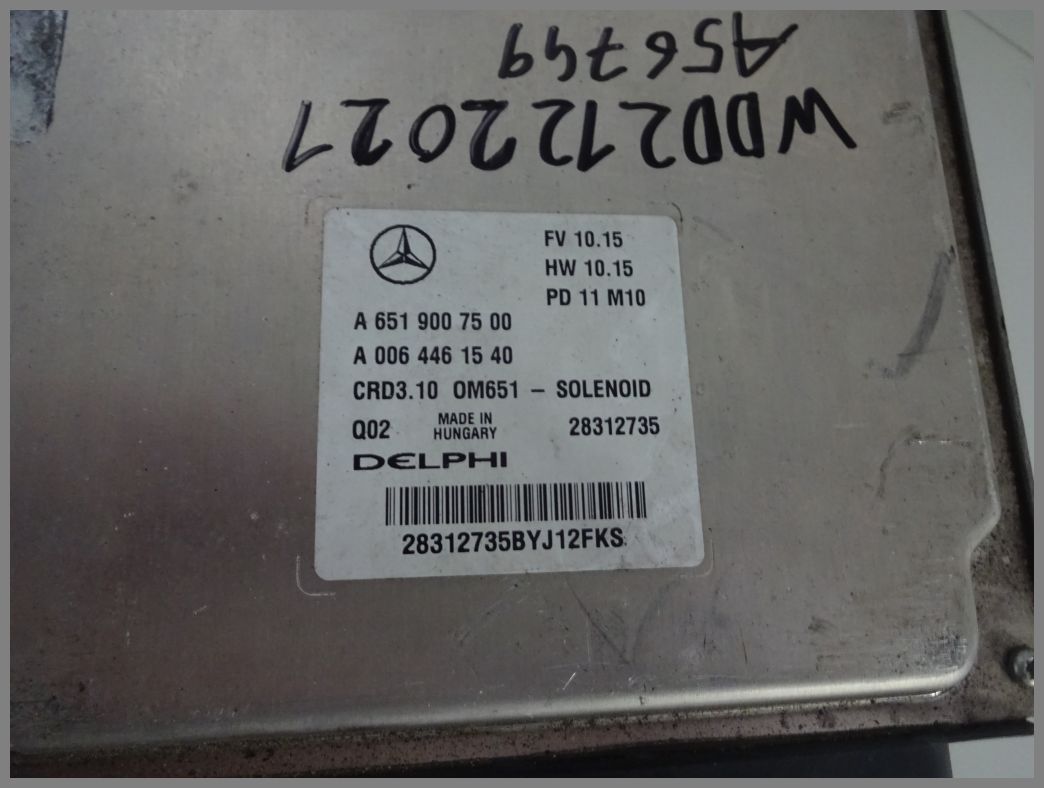 WDD2122021
A56749
FV 10.15
HW 10.15
PD 11 M10
A 651 900 75 00
A 006 446 15 40
CRD3.10 OM651 – SOLENOID
Q02 MADE IN HUNGARY 28312735
DELPHI
28312735BYJ12FKS